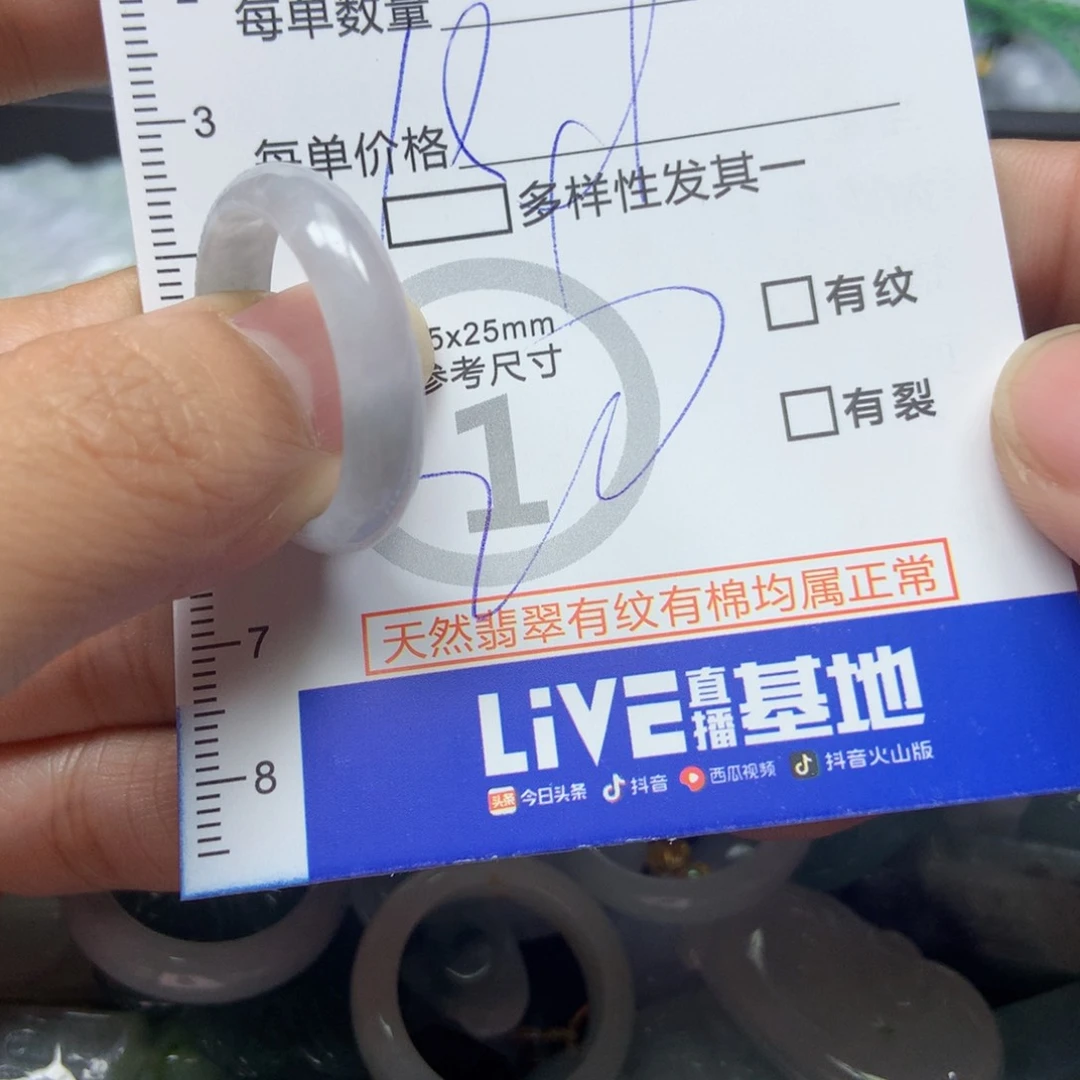 每单数量
3
每单价格
多样性发其一
有纹
5x25mm
参考尺寸
1
有裂
天然翡翠有纹有棉均属正常
7
LiVE直播基地
8
头条 今日头条 抖音 西瓜视频 抖音火山版